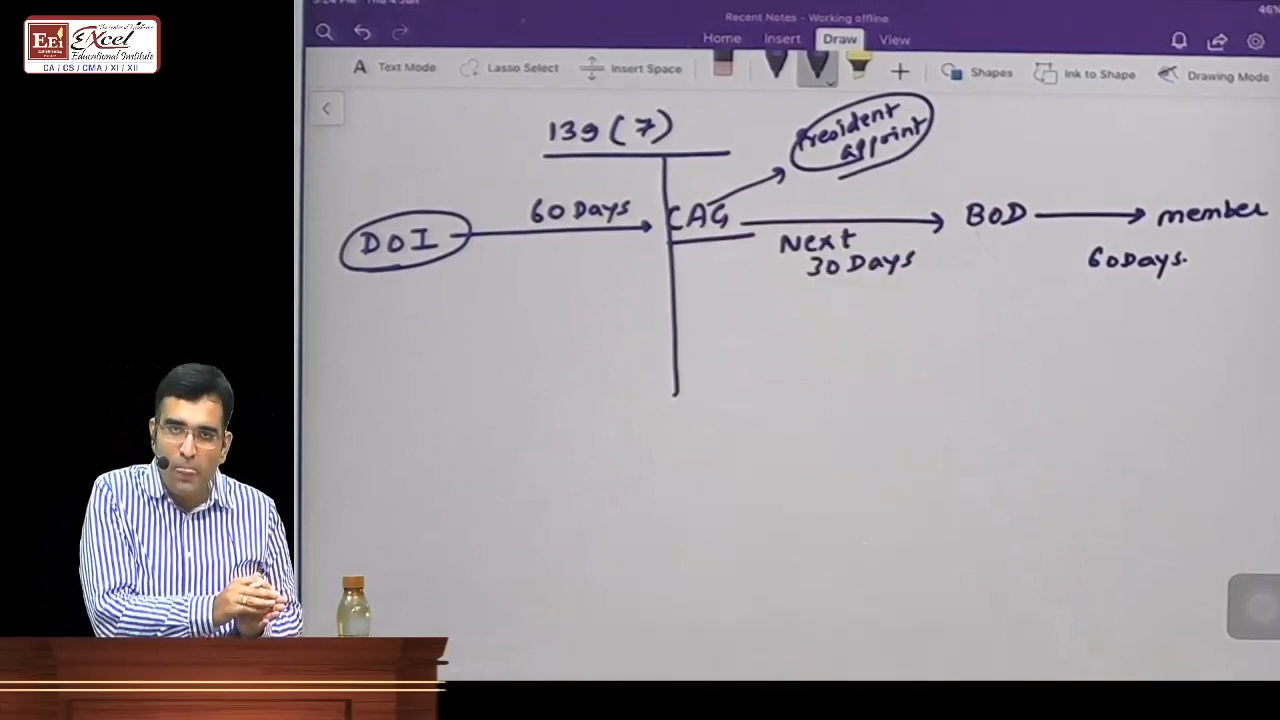 Recent Notes - Working offline
46%
Home Insert Draw View
Text Mode Lasso Select Insert Space Shapes Ink to Shape Drawing Mode
EEi Excel
Educational Institute
CA / CS / CMA / XI / XII
139 (7)
President
appoint
DOI 60 Days CAG Next
30 Days BOD member
60 Days.